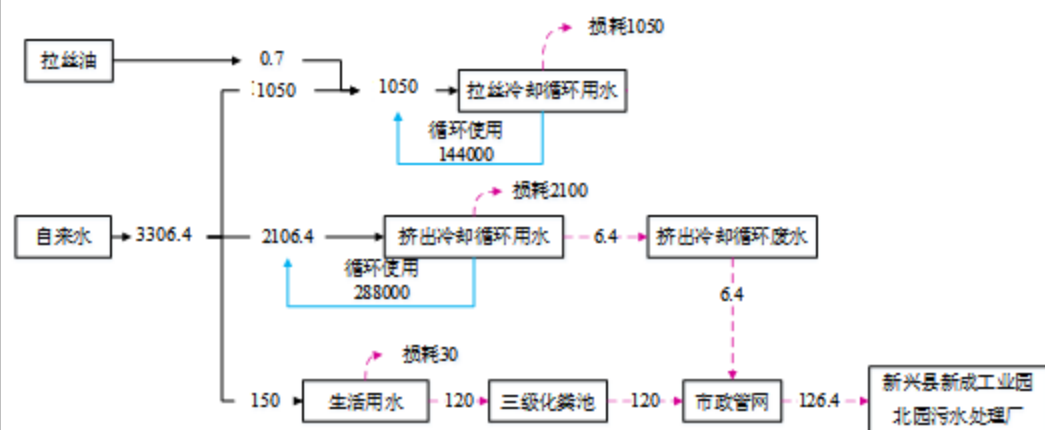 损耗1050
拉丝油
0.7
1050
1050
拉丝冷却循环用水
循环使用
144000
损耗2100
自来水
3306.4
2106.4
挤出冷却循环用水
6.4
挤出冷却循环废水
循环使用
288000
6.4
损耗30
150
生活用水
120
三级化粪池
120
市政管网
126.4
新兴县新成工业园
北园污水处理厂